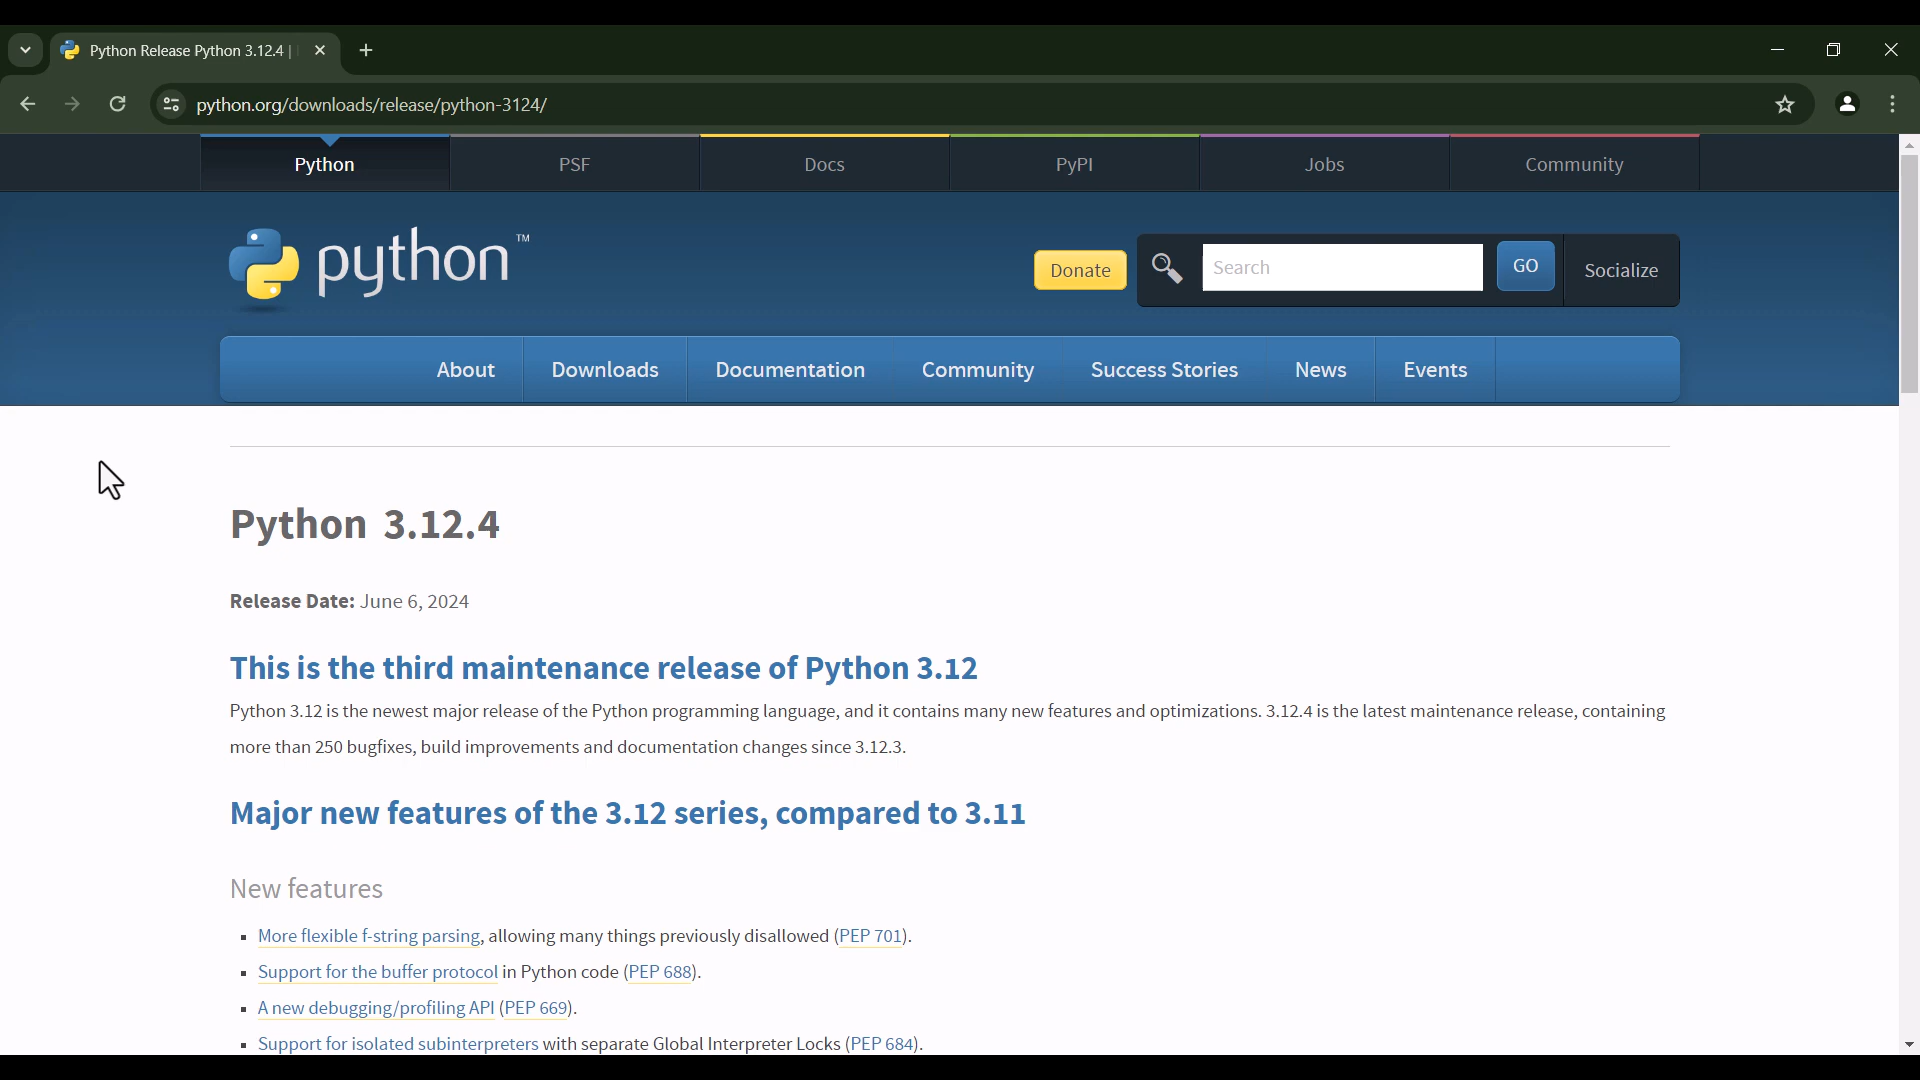 Python Release Python 3.12.4 |
python.org/downloads/release/python-3124/
Python PSF Docs PyPI Jobs Community
python™
Donate Search GO Socialize
About Downloads Documentation Community Success Stories News Events
Python 3.12.4
Release Date: June 6, 2024
This is the third maintenance release of Python 3.12
Python 3.12 is the newest major release of the Python programming language, and it contains many new features and optimizations. 3.12.4 is the latest maintenance release, containing
more than 250 bugfixes, build improvements and documentation changes since 3.12.3.
Major new features of the 3.12 series, compared to 3.11
New features
▪ More flexible f-string parsing, allowing many things previously disallowed (PEP 701).
▪ Support for the buffer protocol in Python code (PEP 688).
▪ A new debugging/profiling API (PEP 669).
▪ Support for isolated subinterpreters with separate Global Interpreter Locks (PEP 684).